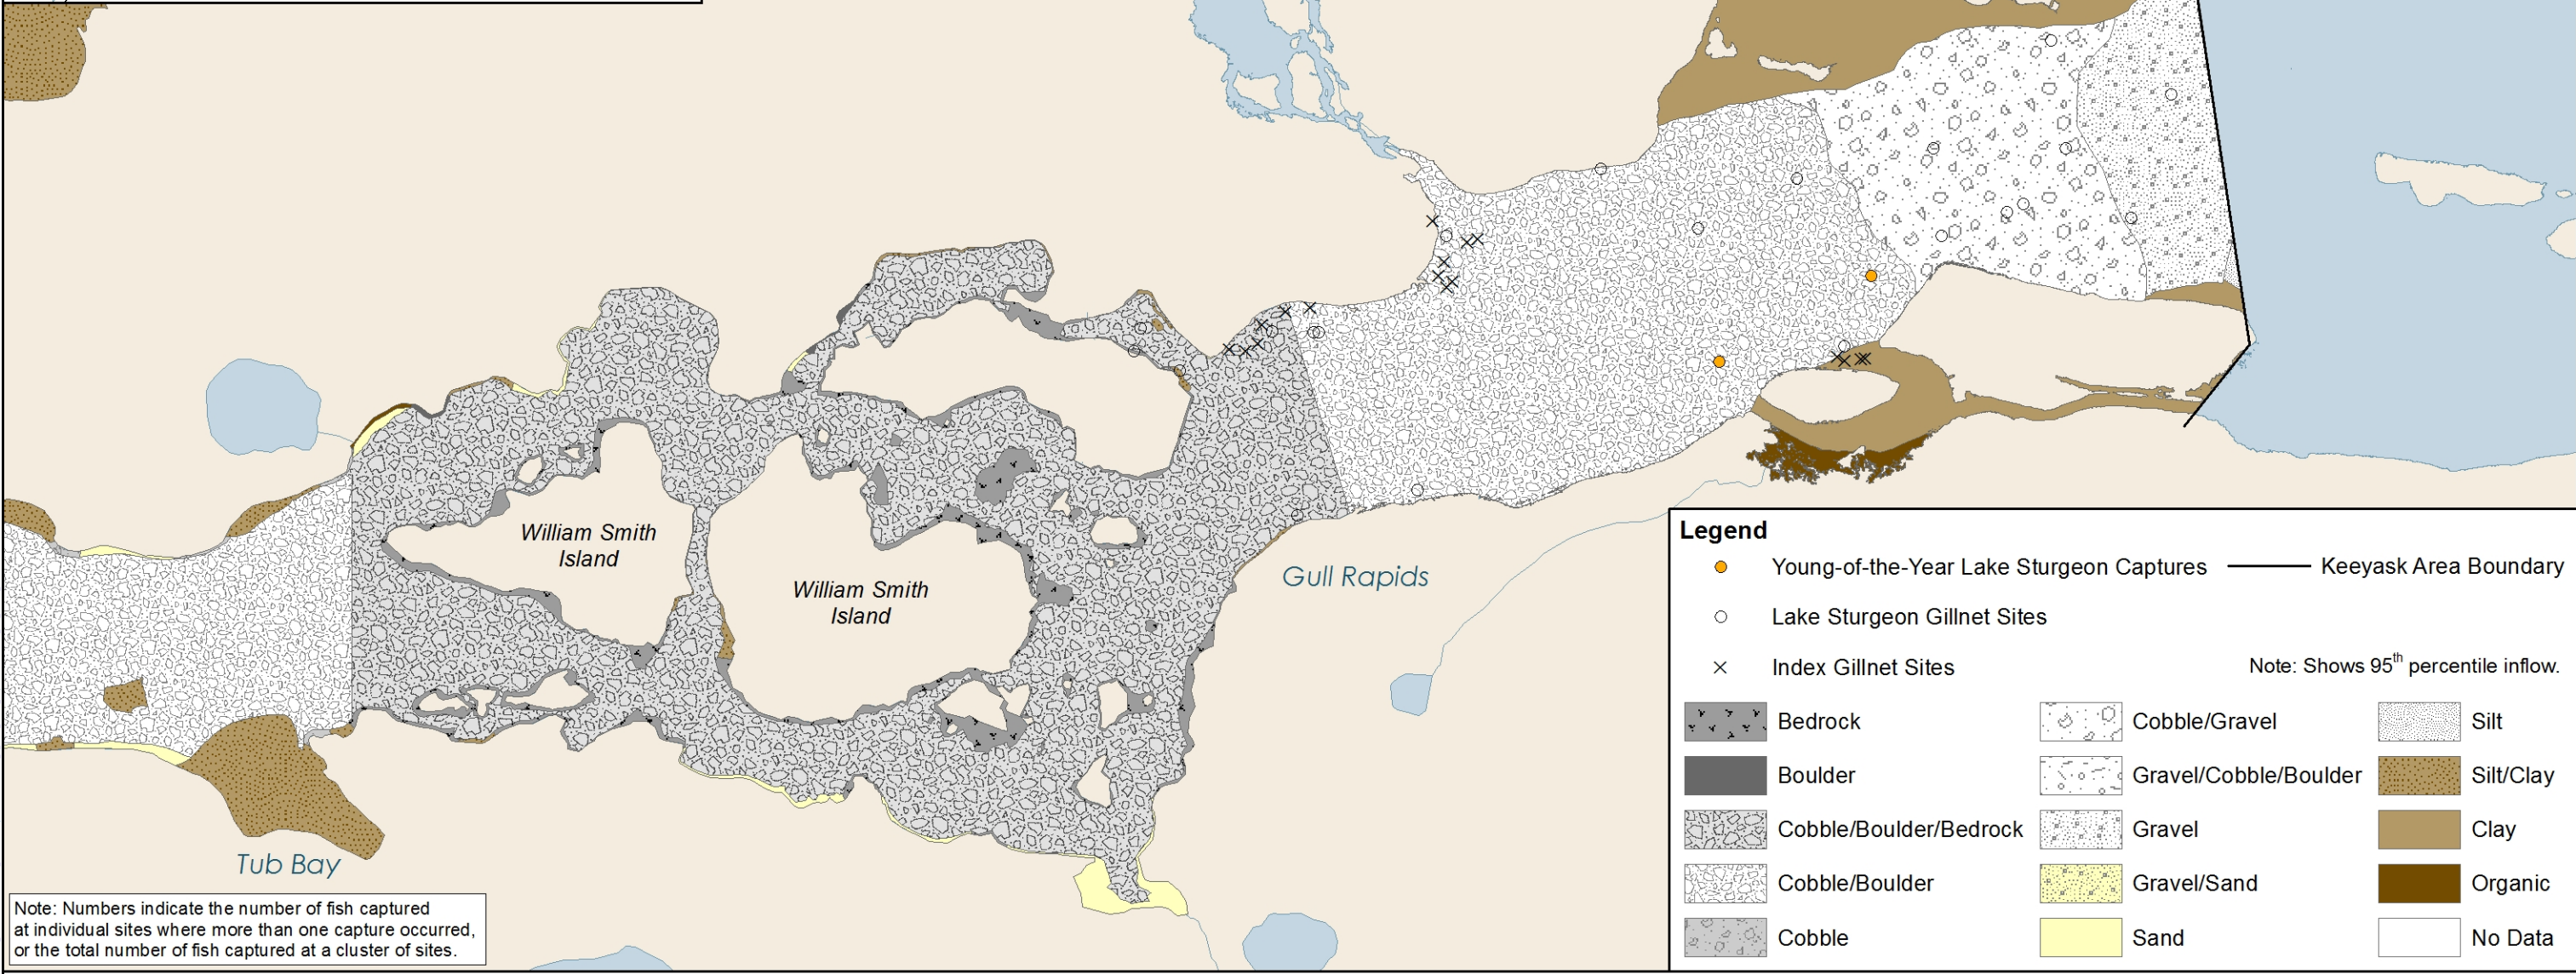 William Smith
Island
William Smith
Island
Gull Rapids
Tub Bay
Note: Numbers indicate the number of fish captured
at individual sites where more than one capture occurred,
or the total number of fish captured at a cluster of sites.
Legend
Young-of-the-Year Lake Sturgeon Captures
Keeyask Area Boundary
Lake Sturgeon Gillnet Sites
Index Gillnet Sites
Note: Shows 95th percentile inflow.
Bedrock
Cobble/Gravel
Silt
Boulder
Gravel/Cobble/Boulder
Silt/Clay
Cobble/Boulder/Bedrock
Gravel
Clay
Cobble/Boulder
Gravel/Sand
Organic
Cobble
Sand
No Data